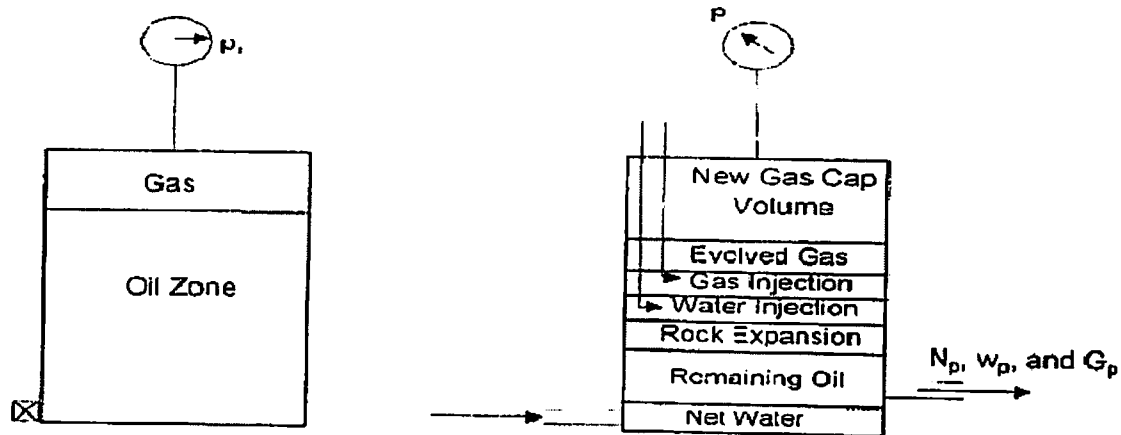 pᵢ
Gas
Oil Zone
p
New Gas Cap
Volume
Evolved Gas
Gas Injection
Water Injection
Rock Expansion
Remaining Oil
Net Water
Nₚ, wₚ, and Gₚ